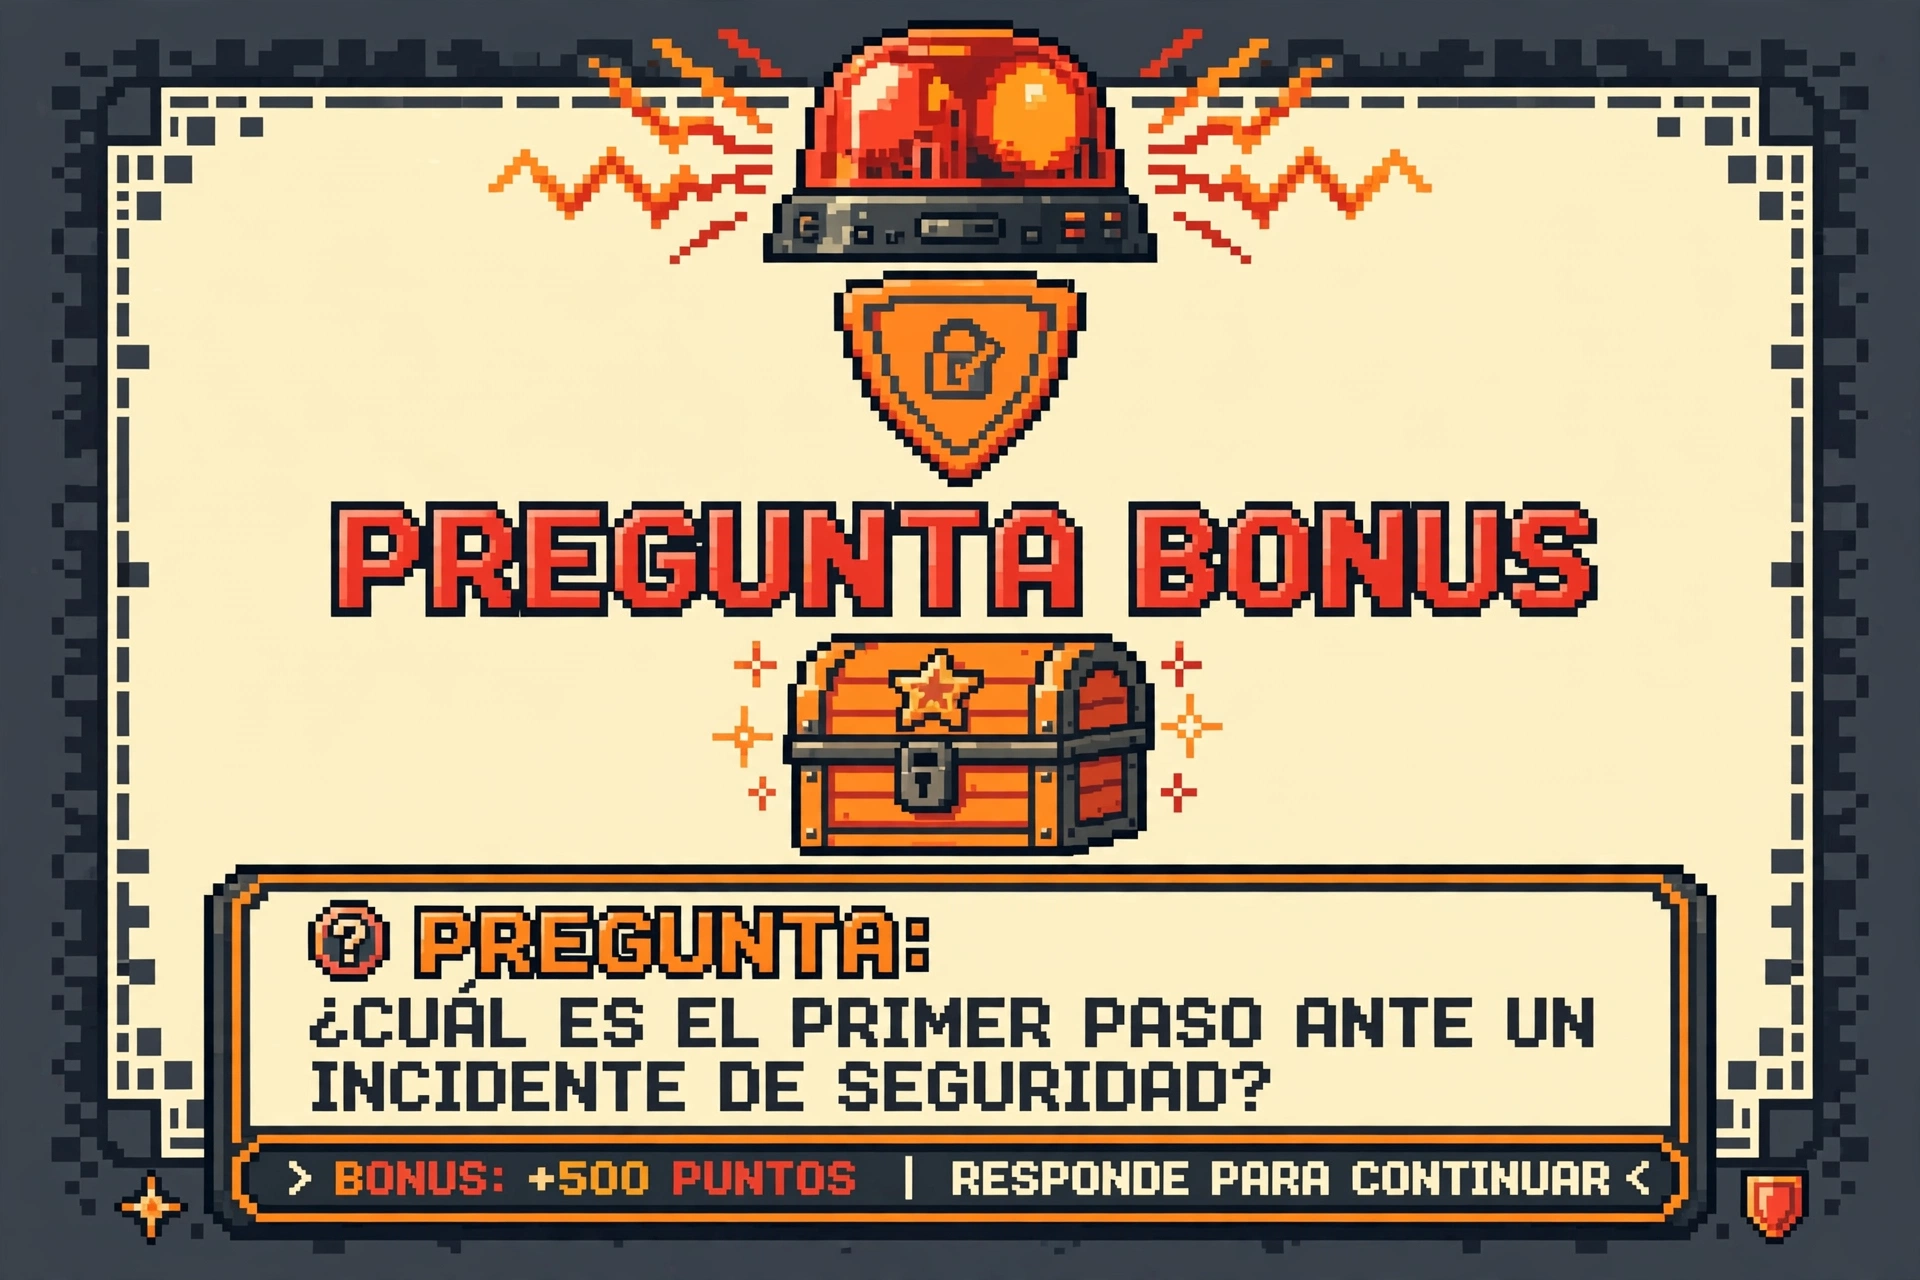 PREGUNTA BONUS
? PREGUNTA:
¿CUÁL ES EL PRIMER PASO ANTE UN
INCIDENTE DE SEGURIDAD?
> BONUS: +500 PUNTOS | RESPONDE PARA CONTINUAR <